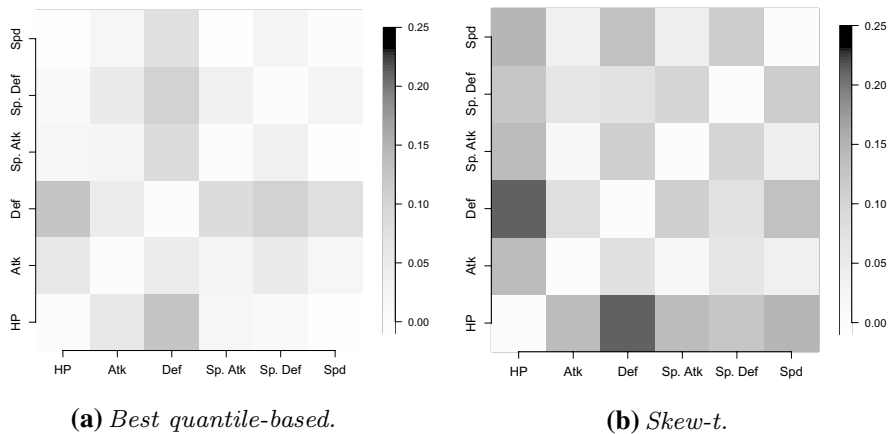 Spd
Sp. Def
Sp. Atk
Def
Atk
HP
HP Atk Def Sp. Atk Sp. Def Spd
0.25
0.20
0.15
0.10
0.05
0.00
(a) Best quantile-based.
Spd
Sp. Def
Sp. Atk
Def
Atk
HP
HP Atk Def Sp. Atk Sp. Def Spd
0.25
0.20
0.15
0.10
0.05
0.00
(b) Skew-t.